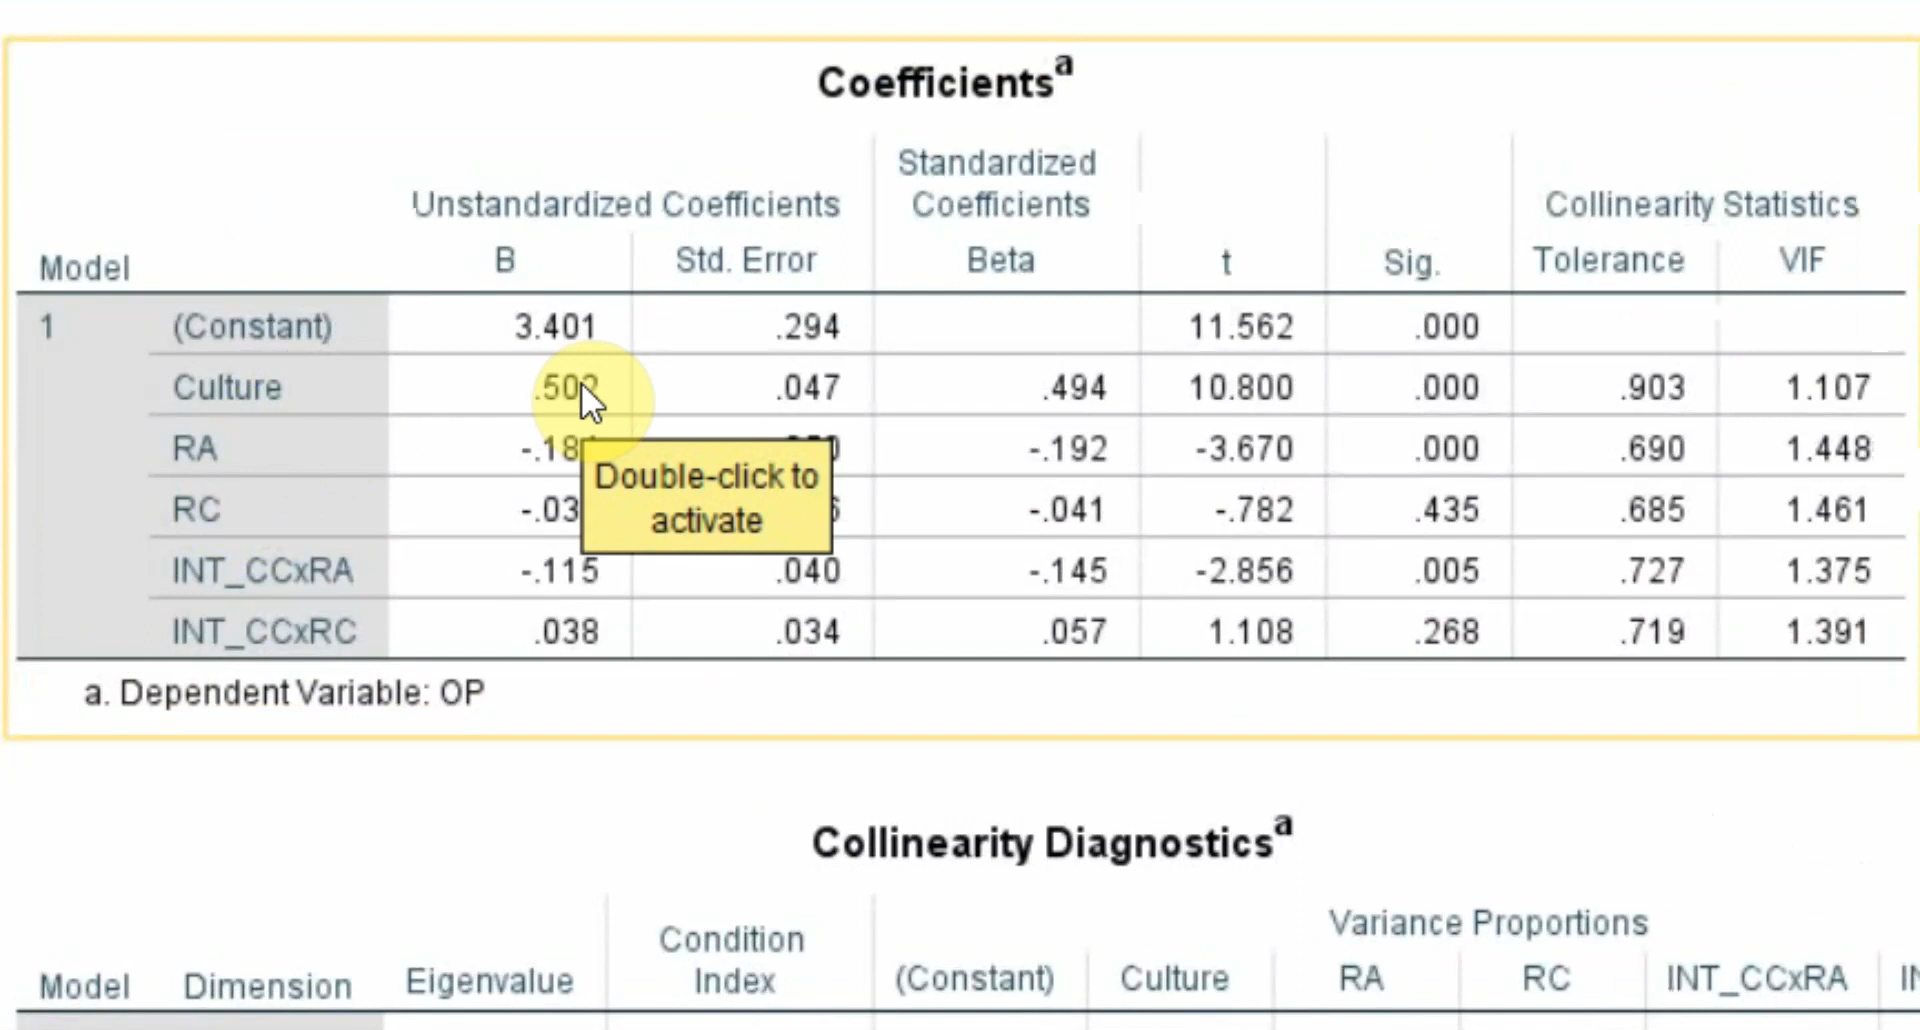 Coefficientsa
Standardized
Unstandardized Coefficients Coefficients Collinearity Statistics
Model B Std. Error Beta t Sig. Tolerance VIF
1 (Constant) 3.401 .294 11.562 .000
Culture .502 .047 .494 10.800 .000 .903 1.107
RA -.192 -3.670 .000 .690 1.448
Double-click to
activate
RC -.041 -.782 .435 .685 1.461
INT_CCxRA -.115 .040 -.145 -2.856 .005 .727 1.375
INT_CCxRC .038 .034 .057 1.108 .268 .719 1.391
a. Dependent Variable: OP
Collinearity Diagnosticsa
Condition Variance Proportions
Model Dimension Eigenvalue Index (Constant) Culture RA RC INT_CCxRA